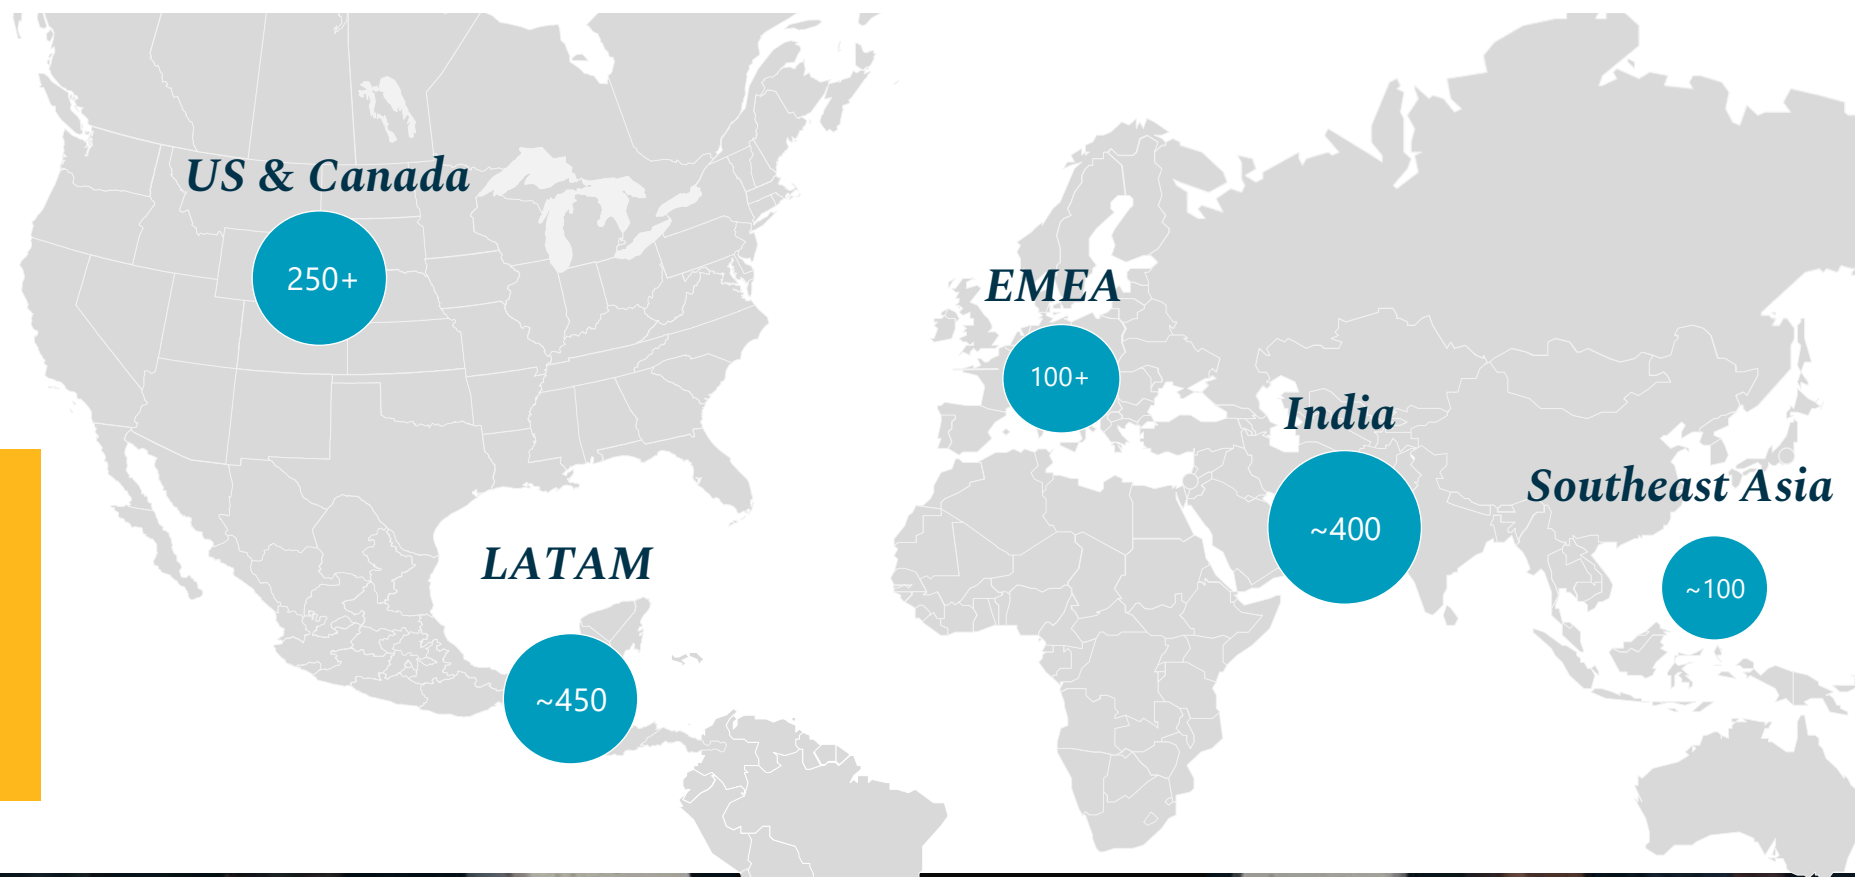 US & Canada
250+
EMEA
100+
India
~400
Southeast Asia
~100
LATAM
~450